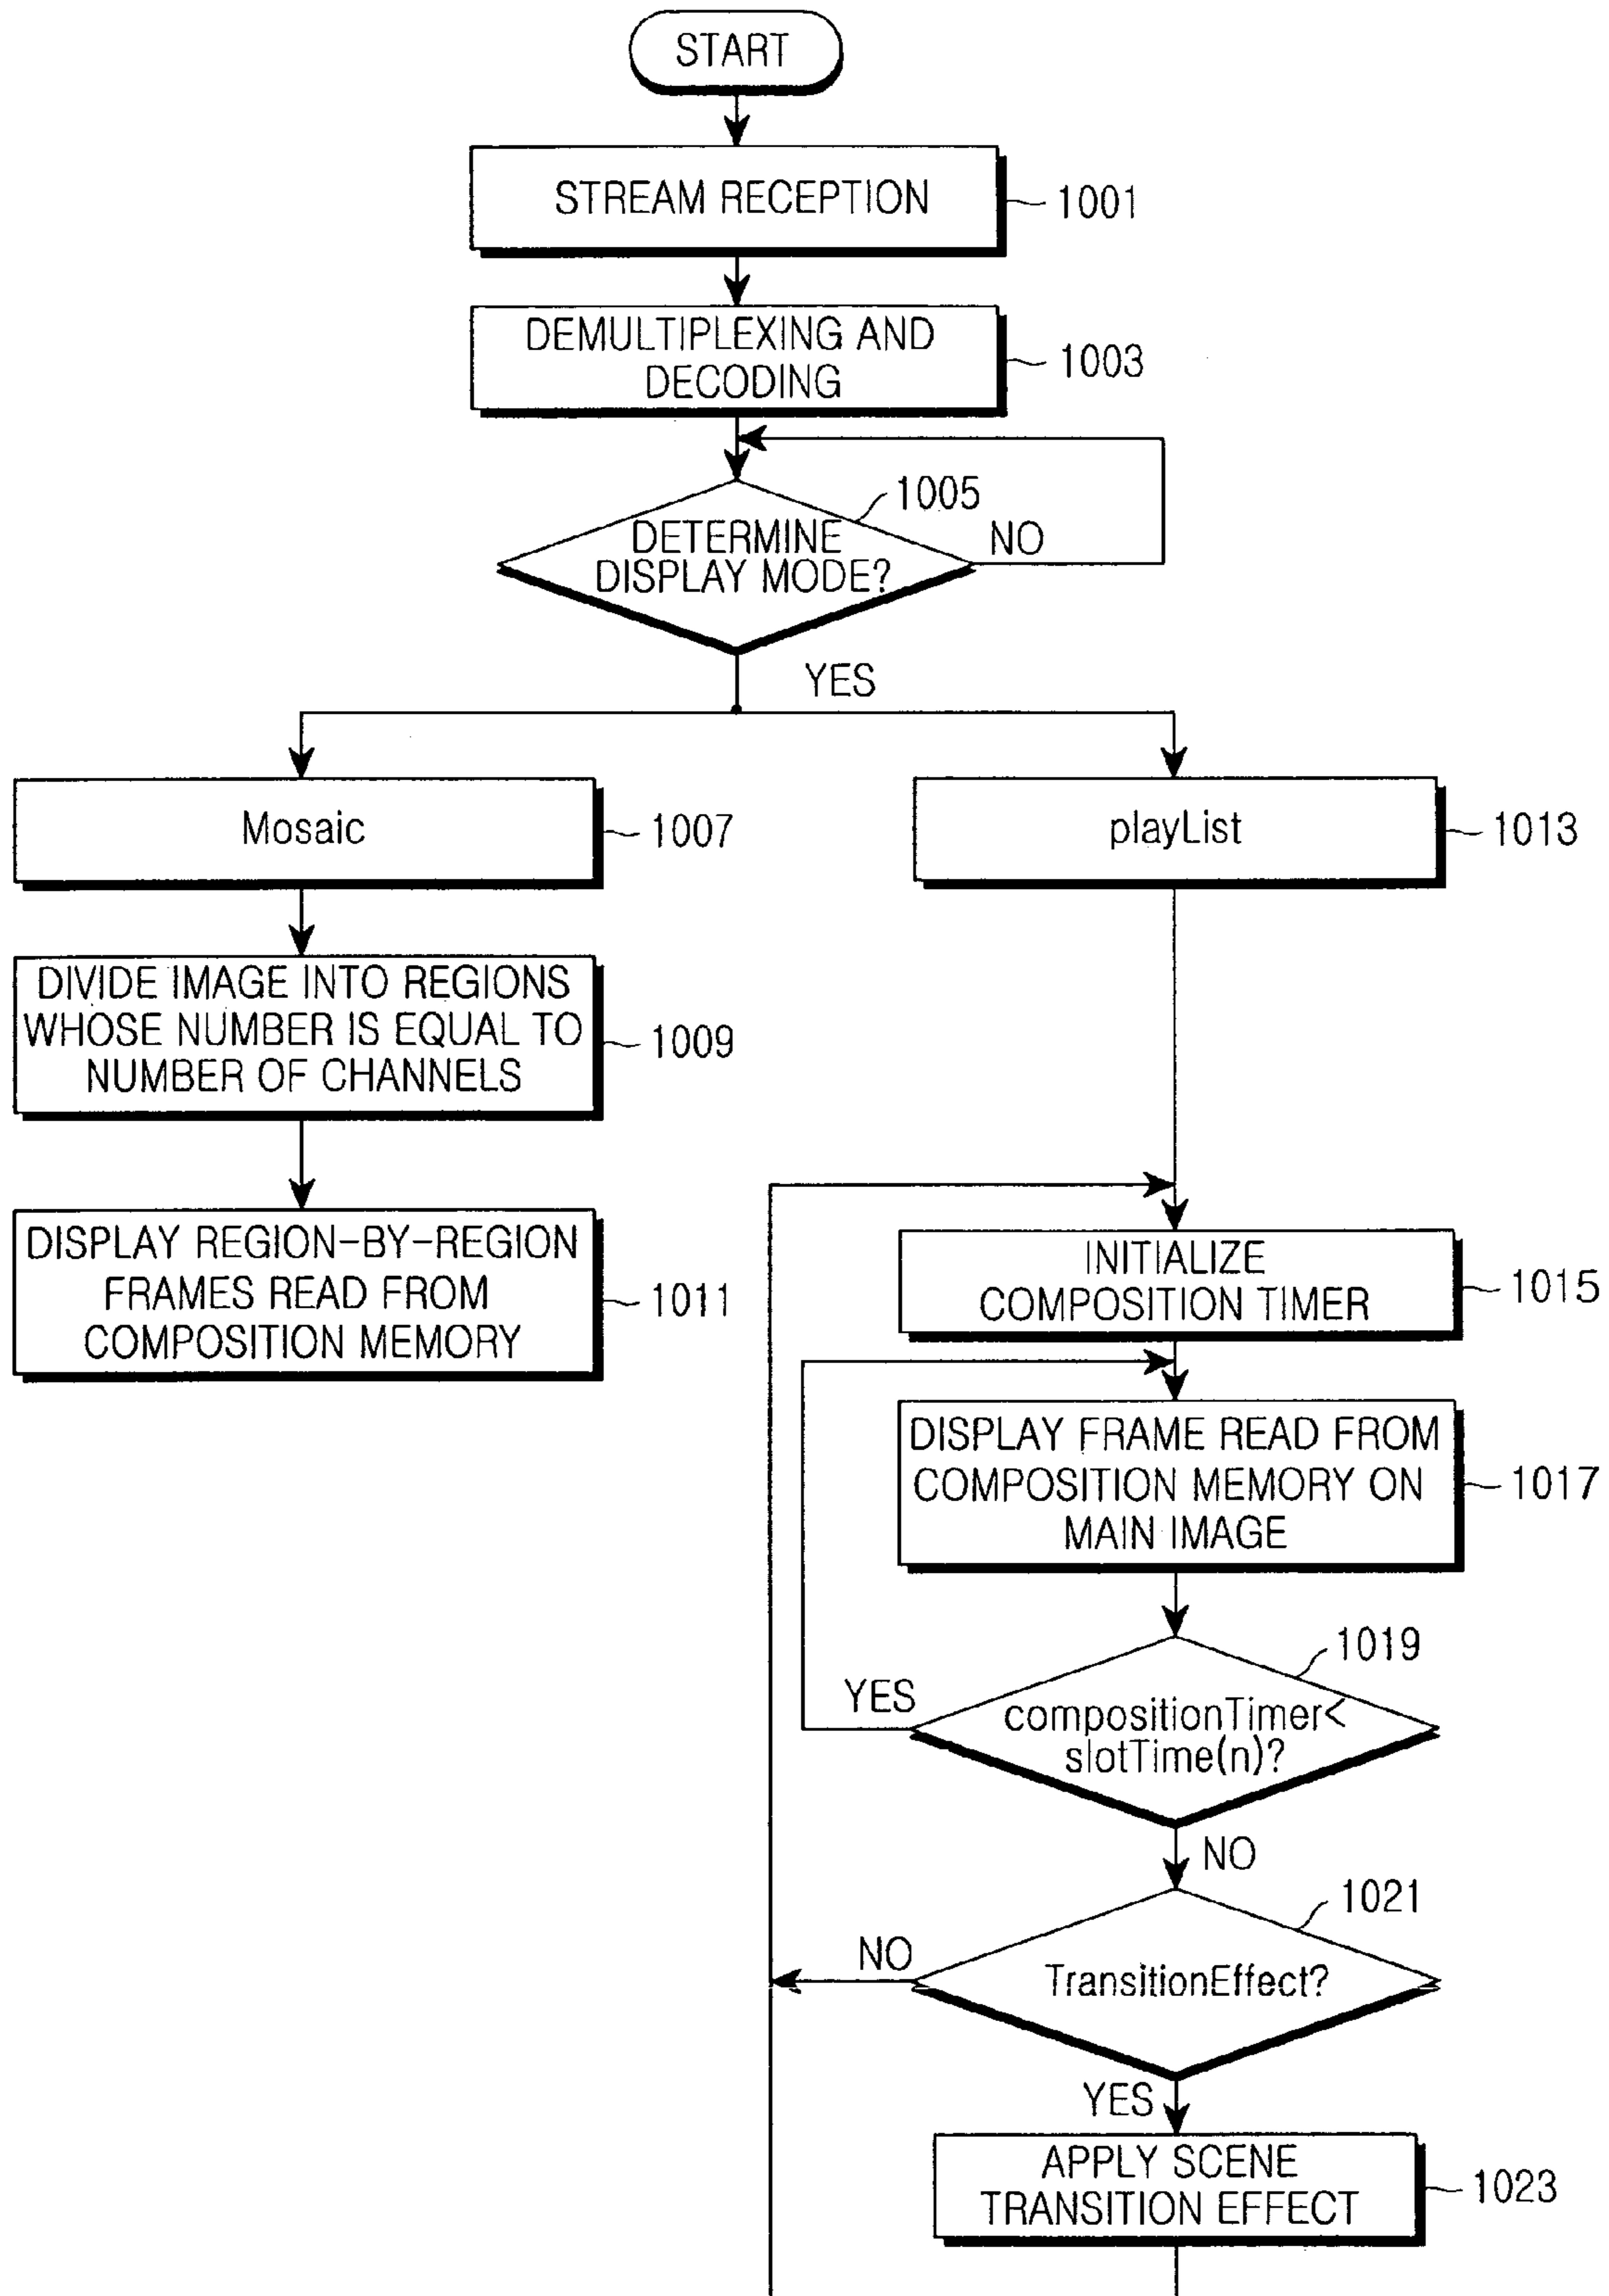 START
STREAM RECEPTION
1001
DEMULTIPLEXING AND
DECODING
1003
1005
DETERMINE
DISPLAY MODE?
NO
YES
Mosaic
1007
playList
1013
DIVIDE IMAGE INTO REGIONS
WHOSE NUMBER IS EQUAL TO
NUMBER OF CHANNELS
1009
DISPLAY REGION-BY-REGION
FRAMES READ FROM
COMPOSITION MEMORY
1011
INITIALIZE
COMPOSITION TIMER
1015
DISPLAY FRAME READ FROM
COMPOSITION MEMORY ON
MAIN IMAGE
1017
1019
YES
compositionTimer<
slotTime(n)?
NO
1021
NO
TransitionEffect?
YES
APPLY SCENE
TRANSITION EFFECT
1023